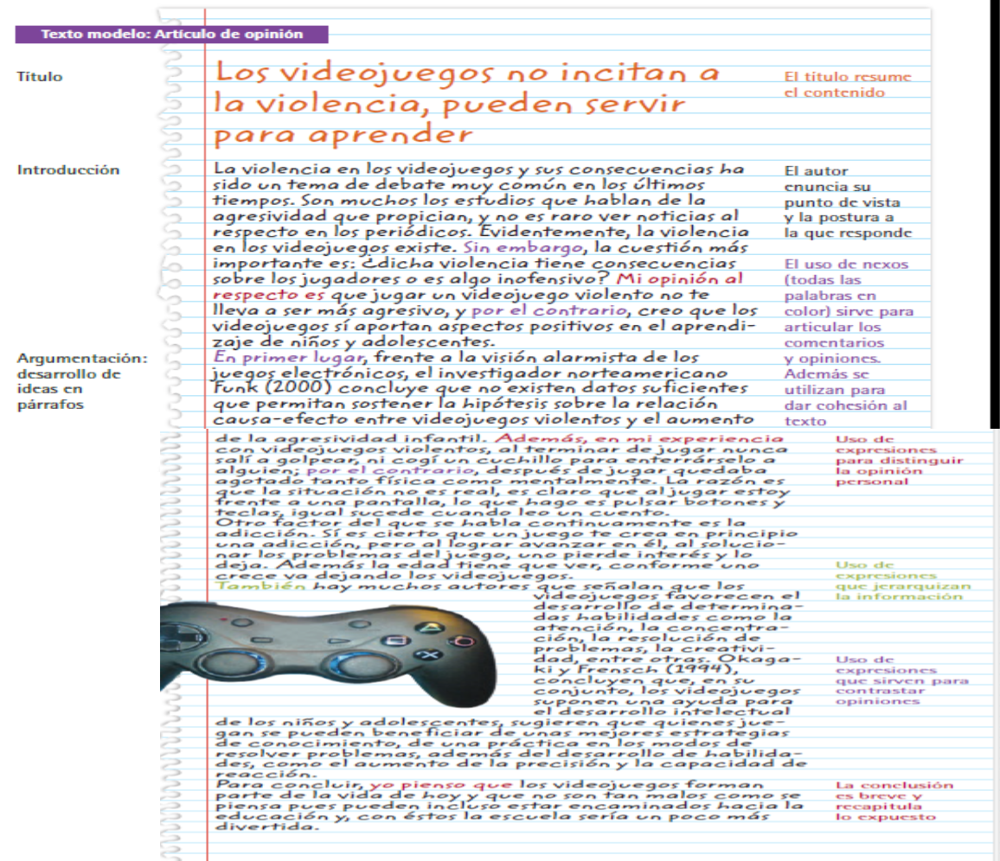 Texto modelo: Artículo de opinión
Título
Los videojuegos no incitan a
la violencia, pueden servir
para aprender
El título resume
el contenido
Introducción
La violencia en los videojuegos y sus consecuencias ha
sido un tema de debate muy común en los últimos
tiempos. Son muchos los estudios que hablan de la
agresividad que propician, y no es raro ver noticias al
respecto en los periódicos. Evidentemente, la violencia
en los videojuegos existe. Sin embargo, la cuestión más
importante es: ¿dicha violencia tiene consecuencias
sobre los jugadores o es algo inofensivo? Mi opinión al
respecto es que jugar un videojuego violento no te
lleva a ser más agresivo, y por el contrario, creo que los
videojuegos sí aportan aspectos positivos en el aprendi-
zaje de niños y adolescentes.
El autor
enuncia su
punto de vista
y la postura a
la que responde
El uso de nexos
(todas las
palabras en
color) sirve para
articular los
comentarios
y opiniones.
Además se
utilizan para
dar cohesión al
texto
Argumentación:
desarrollo de
ideas en
párrafos
En primer lugar, frente a la visión alarmista de los
juegos electrónicos, el investigador norteamericano
Funk (2000) concluye que no existen datos suficientes
que permitan sostener la hipótesis sobre la relación
causa-efecto entre videojuegos violentos y el aumento
de la agresividad infantil. Además, en mi experiencia
con videojuegos violentos, al terminar de jugar nunca
salí a golpear, ni cogí un cuchillo para enterrárselo a
alguien; por el contrario, después de jugar quedaba
agotado tanto física como mentalmente. La razón es
que la situación no es real, es claro que al jugar estoy
frente a una pantalla, lo que hago es pulsar botones y
teclas, igual sucede cuando leo un cuento.
Uso de
expresiones
para distinguir
la opinión
personal
Otro factor del que se habla continuamente es la
adicción. Sí es cierto que un juego te crea en principio
una adicción, pero al lograr avanzar en él, al solucio-
nar los problemas del juego, uno pierde interés y lo
deja. Además la edad tiene que ver, conforme uno
crece va dejando los videojuegos.
También hay muchos autores que señalan que los
videojuegos favorecen el
desarrollo de determina-
das habilidades como la
atención, la concentra-
ción, la resolución de
problemas, la creativi-
dad, entre otras. Okaga-
ki y Frensch (1994),
concluyen que, en su
conjunto, los videojuegos
suponen una ayuda para
el desarrollo intelectual
de los niños y adolescentes, sugieren que quienes jue-
gan se pueden beneficiar de unas mejores estrategias
de conocimiento, de una práctica en los modos de
resolver problemas, además del desarrollo de habilida-
des, como el aumento de la precisión y la capacidad de
reacción.
Uso de
expresiones
que jerarquizan
la información
Uso de
expresiones
que sirven para
contrastar
opiniones
Para concluir, yo pienso que los videojuegos forman
parte de la vida de hoy y que no son tan malos como se
piensa pues pueden incluso estar encaminados hacia la
educación y, con éstos la escuela sería un poco más
divertida.
La conclusión
es breve y
recapitula
lo expuesto